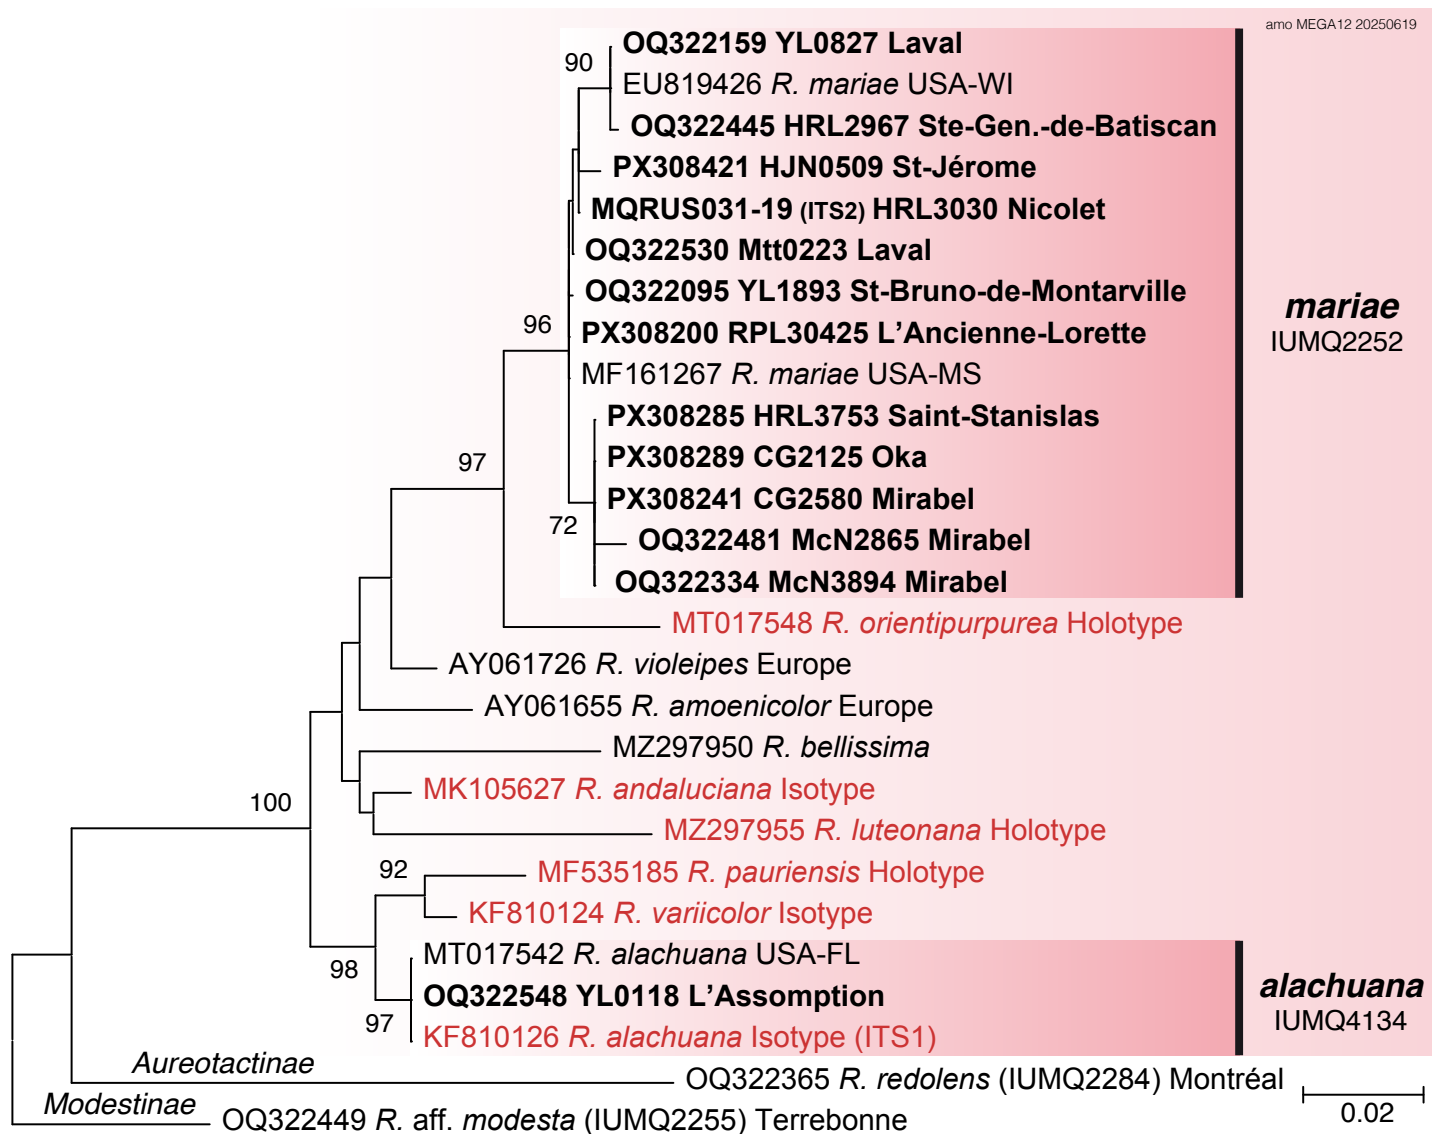 amo MEGA12 20250619
OQ322159 YL0827 Laval
90
EU819426 R. mariae USA-WI
OQ322445 HRL2967 Ste-Gen.-de-Batiscan
PX308421 HJN0509 St-Jérome
MQRUS031-19 (ITS2) HRL3030 Nicolet
OQ322530 Mtt0223 Laval
OQ322095 YL1893 St-Bruno-de-Montarville
mariae
IUMQ2252
96
PX308200 RPL30425 L’Ancienne-Lorette
MF161267 R. mariae USA-MS
PX308285 HRL3753 Saint-Stanislas
97
PX308289 CG2125 Oka
PX308241 CG2580 Mirabel
72
OQ322481 McN2865 Mirabel
OQ322334 McN3894 Mirabel
MT017548 R. orientipurpurea Holotype
AY061726 R. violeipes Europe
AY061655 R. amoenicolor Europe
MZ297950 R. bellissima
MK105627 R. andaluciana Isotype
100
MZ297955 R. luteonana Holotype
92
MF535185 R. pauriensis Holotype
KF810124 R. variicolor Isotype
MT017542 R. alachuana USA-FL
98
OQ322548 YL0118 L’Assomption
alachuana
IUMQ4134
97
KF810126 R. alachuana Isotype (ITS1)
Aureotactinae
OQ322365 R. redolens (IUMQ2284) Montréal
Modestinae
OQ322449 R. aff. modesta (IUMQ2255) Terrebonne
0.02